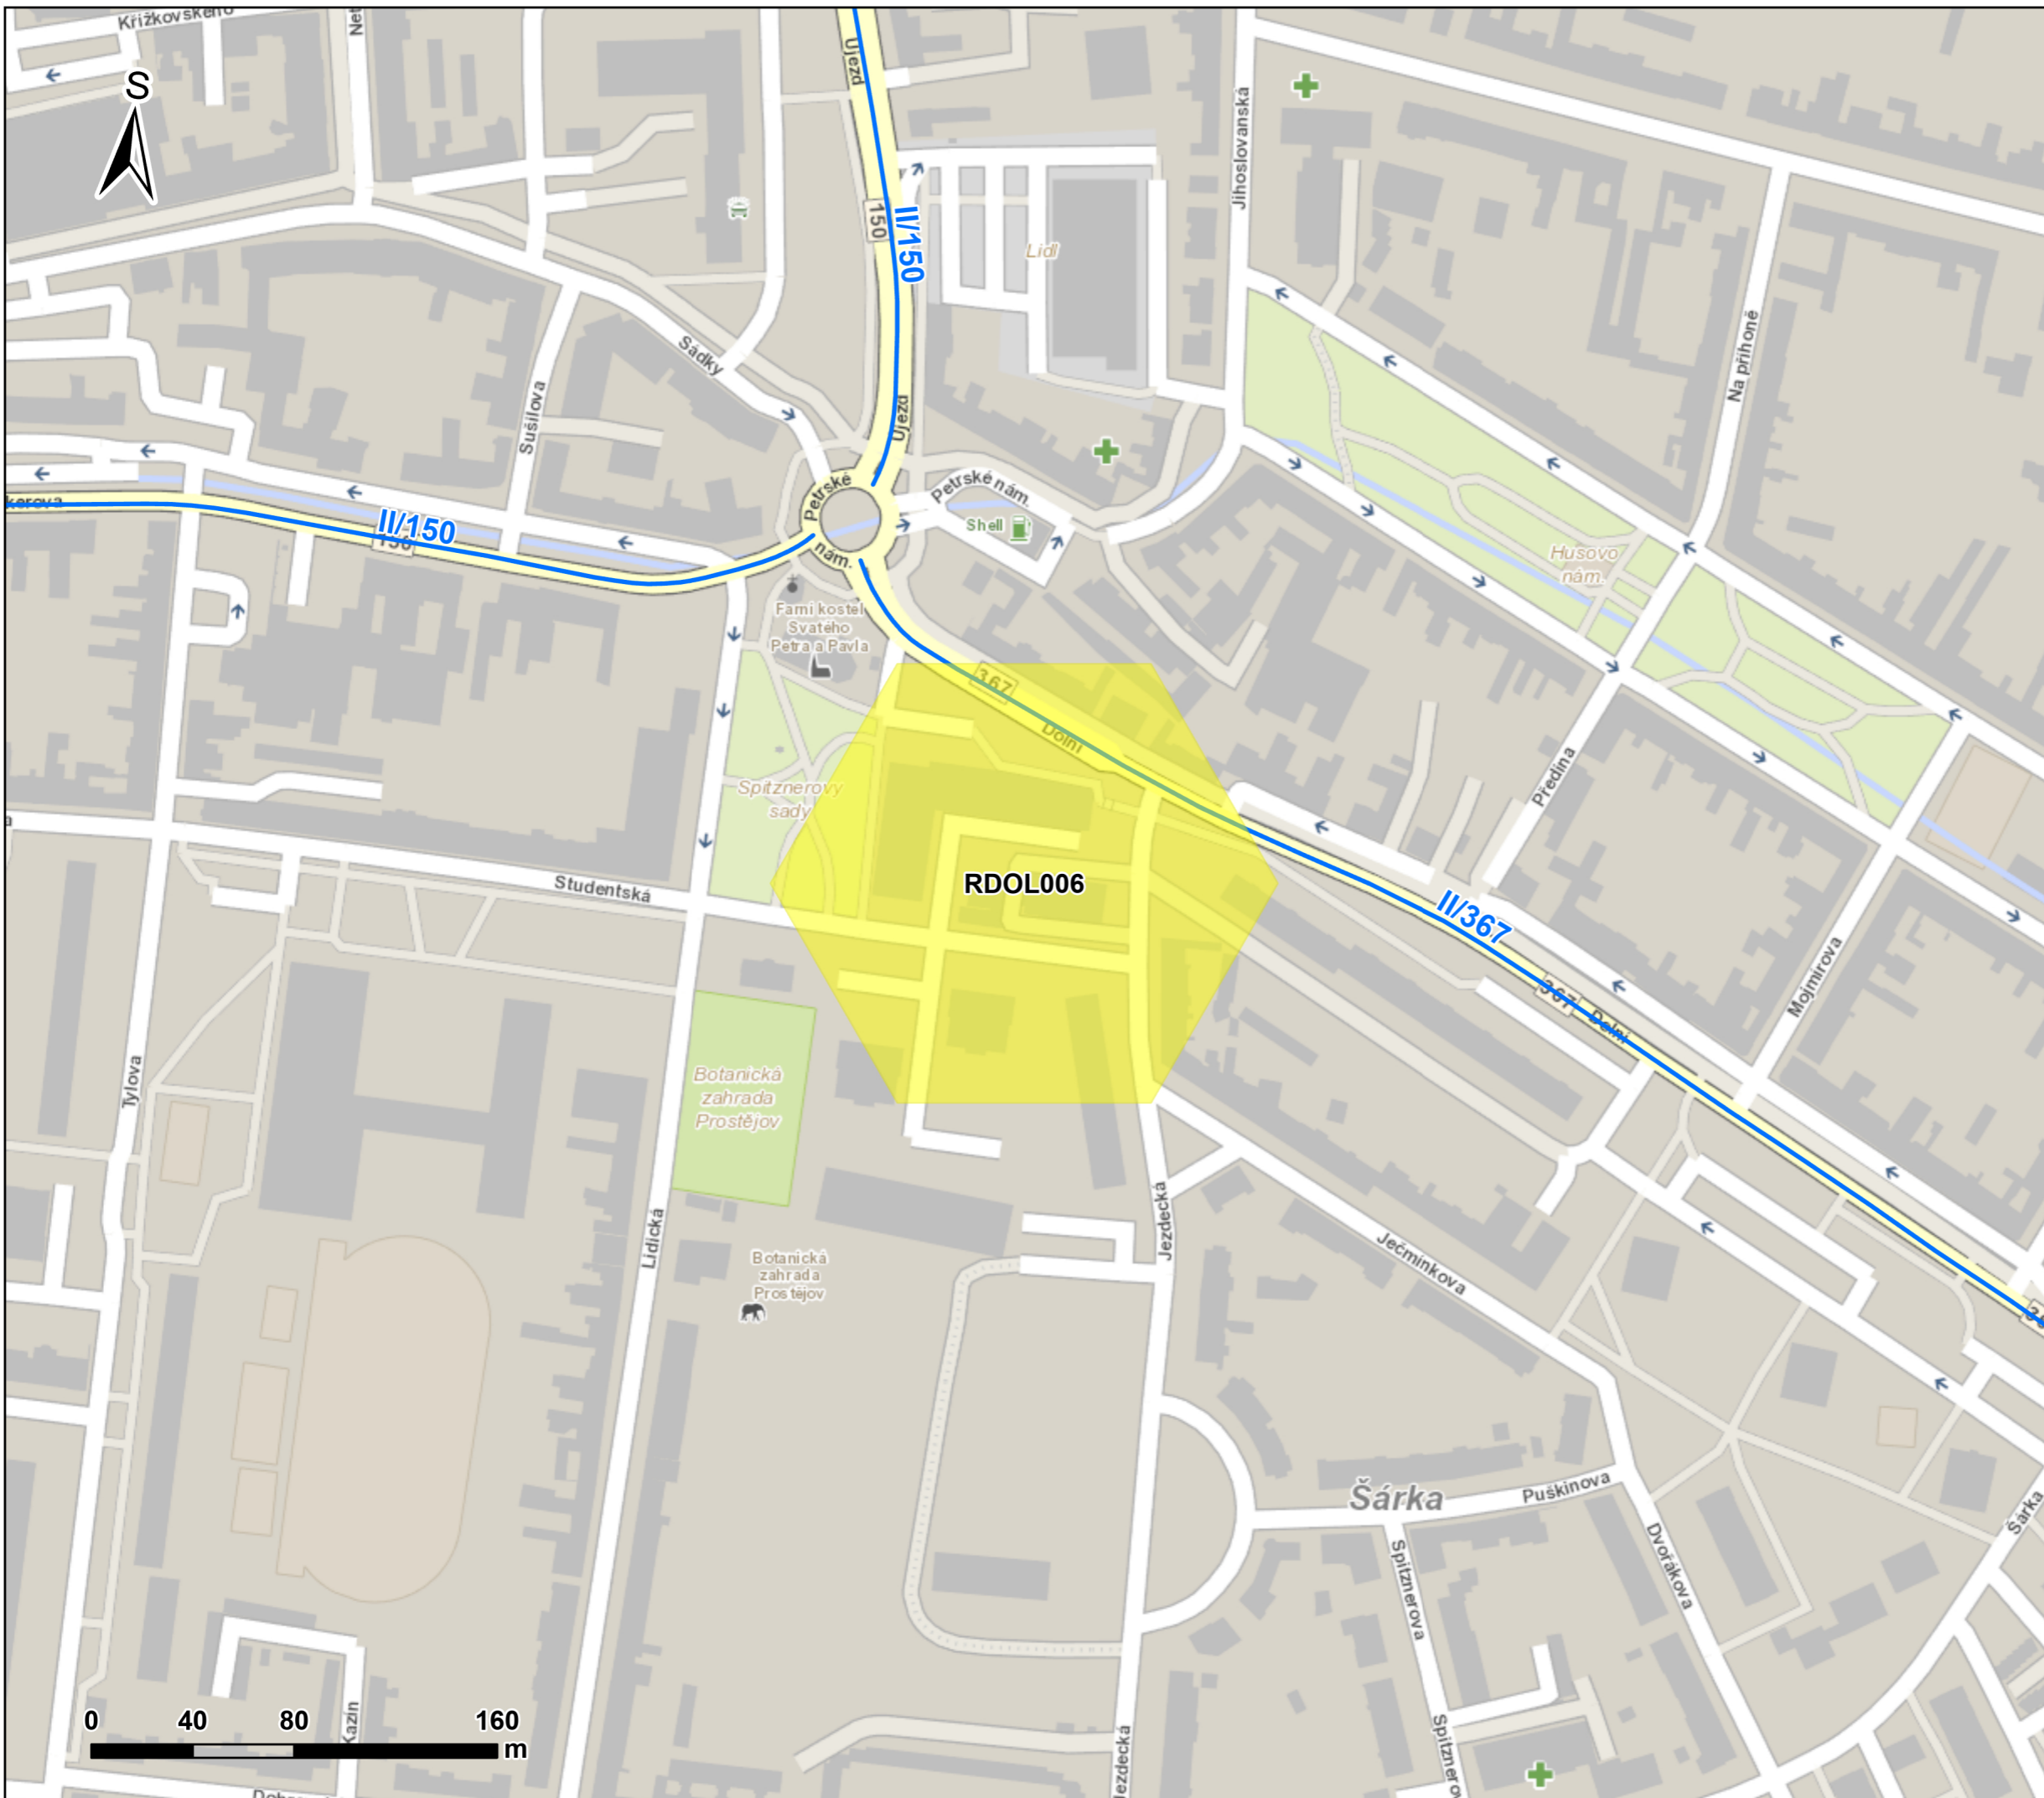 Křížkovského
S
Újezd
Jihoslovanská
150
II/150
Lidl
Na příhoně
Sádky
Sušilova
Újezd
Petrské
nám.
Petrské nám.
Shell
kerova
II/150
Husovo
nám.
Farní kostel
Svatého
Petra a Pavla
367
Dolní
Předina
Spitznerovy
sady
Studentská
RDOL006
II/367
367
Dolní
Mojmírova
Tylova
Botanická
zahrada
Prostějov
Lidická
Jezdecká
Ječmínkova
Botanická
zahrada
Prostějov
Šárka
Puškinova
Šárka
Dvořákova
Spitznerova
0 40 80 160
m
Kazín
Jezdecká